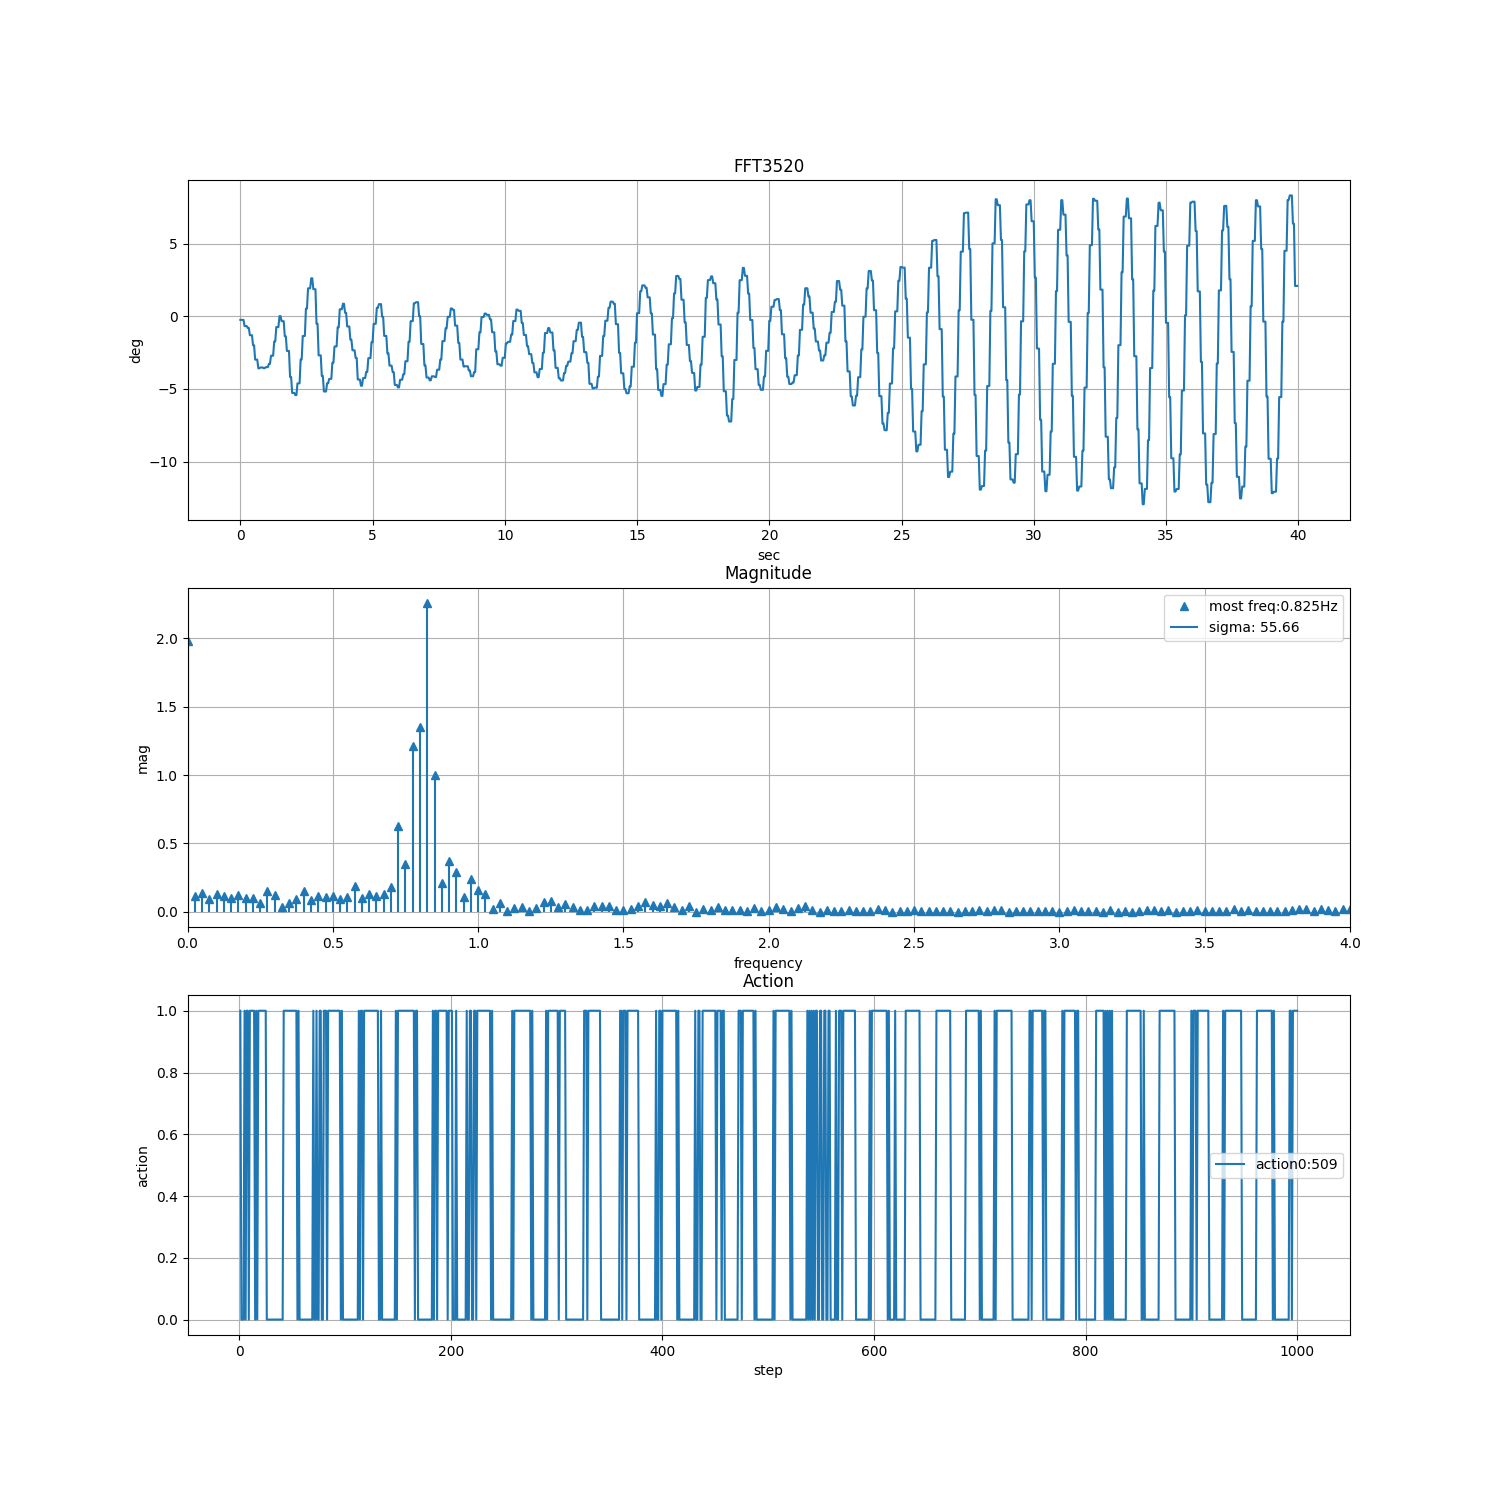 FFT3520
5
0
−5
−10
deg
0 5 10 15 20 25 30 35 40
sec
Magnitude
most freq:0.825Hz
sigma: 55.66
2.0
1.5
1.0
0.5
0.0
mag
0.0 0.5 1.0 1.5 2.0 2.5 3.0 3.5 4.0
frequency
Action
1.0
0.8
0.6
0.4
0.2
0.0
action
action0:509
0 200 400 600 800 1000
step